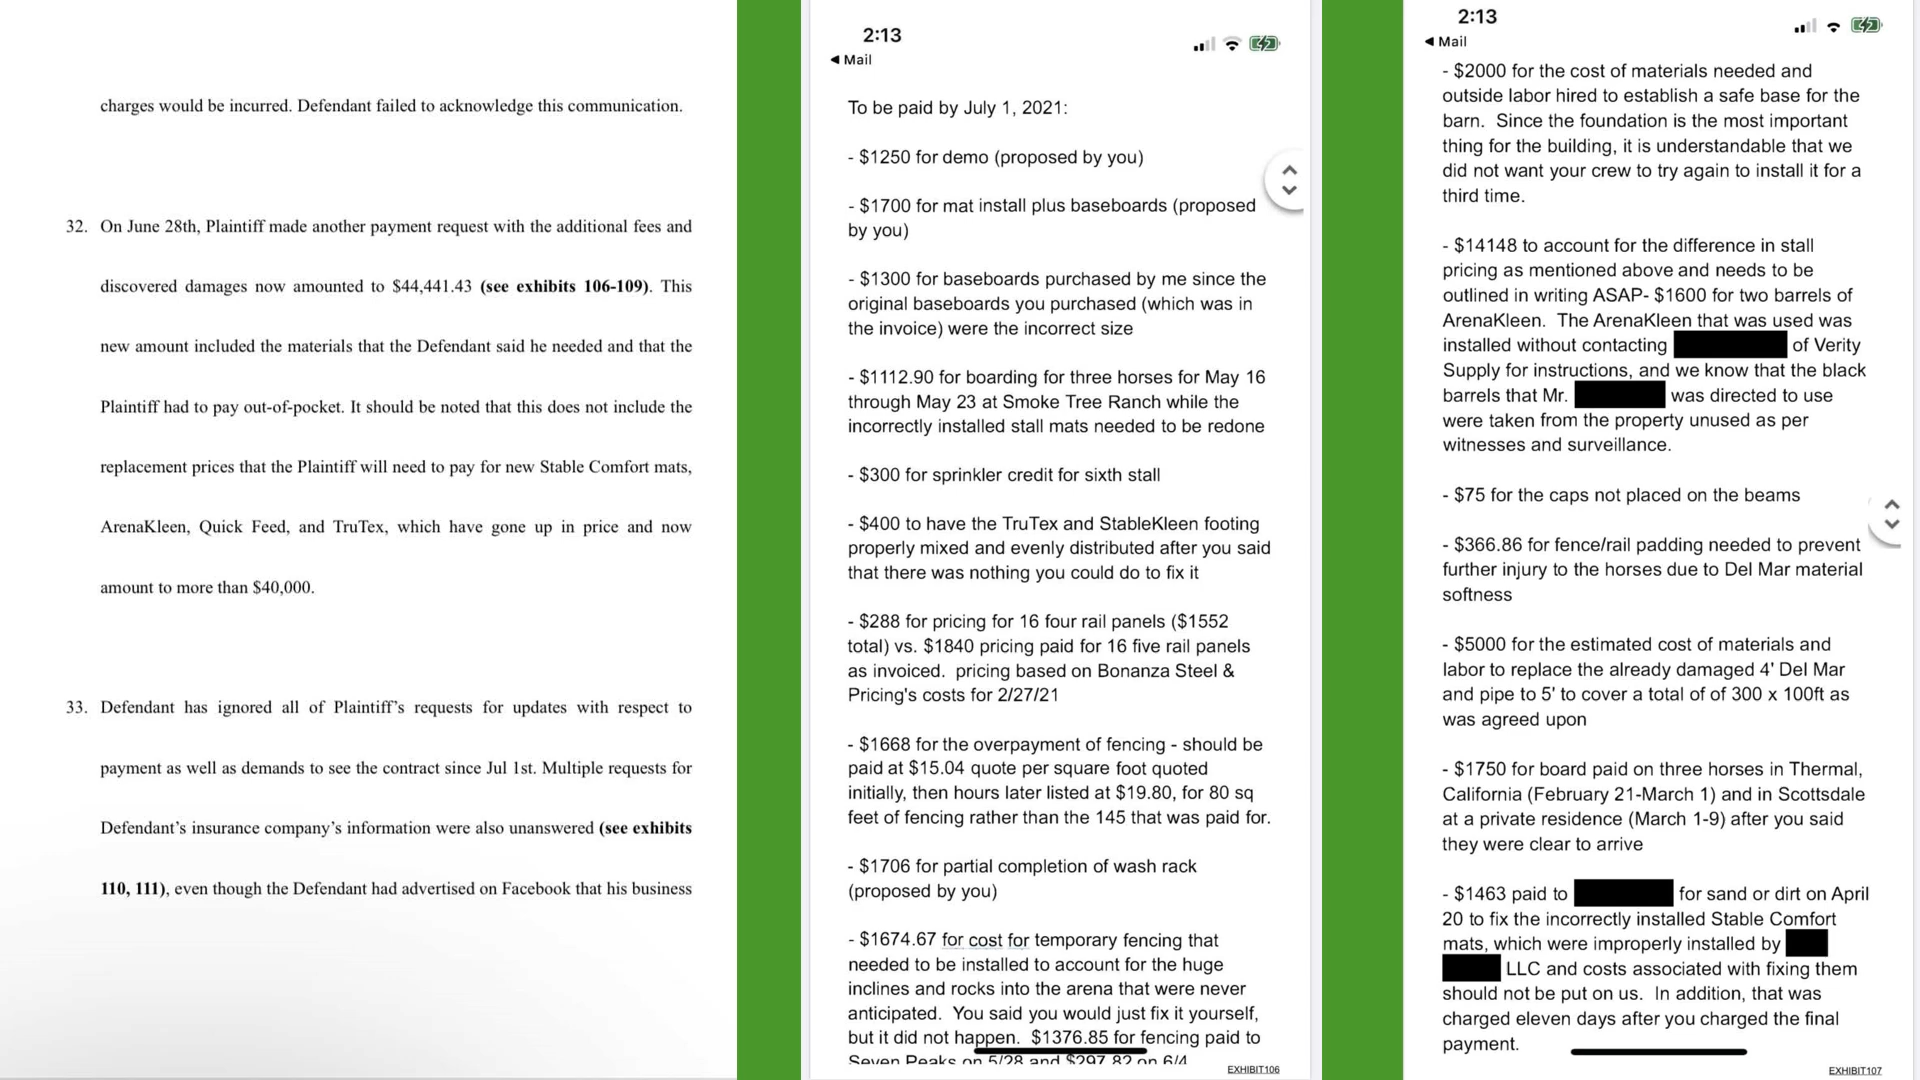 charges would be incurred. Defendant failed to acknowledge this communication.
32. On June 28th, Plaintiff made another payment request with the additional fees and
discovered damages now amounted to $44,441.43 (see exhibits 106-109). This
new amount included the materials that the Defendant said he needed and that the
Plaintiff had to pay out-of-pocket. It should be noted that this does not include the
replacement prices that the Plaintiff will need to pay for new Stable Comfort mats,
ArenaKleen, Quick Feed, and TruTex, which have gone up in price and now
amount to more than $40,000.
33. Defendant has ignored all of Plaintiff's requests for updates with respect to
payment as well as demands to see the contract since Jul 1st. Multiple requests for
Defendant's insurance company's information were also unanswered (see exhibits
110, 111), even though the Defendant had advertised on Facebook that his business
2:13
Mail
To be paid by July 1, 2021:
- $1250 for demo (proposed by you)
- $1700 for mat install plus baseboards (proposed
by you)
- $1300 for baseboards purchased by me since the
original baseboards you purchased (which was in
the invoice) were the incorrect size
- $1112.90 for boarding for three horses for May 16
through May 23 at Smoke Tree Ranch while the
incorrectly installed stall mats needed to be redone
- $300 for sprinkler credit for sixth stall
- $400 to have the TruTex and StableKleen footing
properly mixed and evenly distributed after you said
that there was nothing you could do to fix it
- $288 for pricing for 16 four rail panels ($1552
total) vs. $1840 pricing paid for 16 five rail panels
as invoiced. pricing based on Bonanza Steel &
Pricing's costs for 2/27/21
- $1668 for the overpayment of fencing - should be
paid at $15.04 quote per square foot quoted
initially, then hours later listed at $19.80, for 80 sq
feet of fencing rather than the 145 that was paid for.
- $1706 for partial completion of wash rack
(proposed by you)
- $1674.67 for cost for temporary fencing that
needed to be installed to account for the huge
inclines and rocks into the arena that were never
anticipated. You said you would just fix it yourself,
but it did not happen. $1376.85 for fencing paid to
Seven Peaks on 5/28 and $297.82 on 6/4
EXHIBIT106
2:13
Mail
- $2000 for the cost of materials needed and
outside labor hired to establish a safe base for the
barn. Since the foundation is the most important
thing for the building, it is understandable that we
did not want your crew to try again to install it for a
third time.
- $14148 to account for the difference in stall
pricing as mentioned above and needs to be
outlined in writing ASAP- $1600 for two barrels of
ArenaKleen. The ArenaKleen that was used was
installed without contacting of Verity
Supply for instructions, and we know that the black
barrels that Mr. was directed to use
were taken from the property unused as per
witnesses and surveillance.
- $75 for the caps not placed on the beams
- $366.86 for fence/rail padding needed to prevent
further injury to the horses due to Del Mar material
softness
- $5000 for the estimated cost of materials and
labor to replace the already damaged 4' Del Mar
and pipe to 5' to cover a total of of 300 x 100ft as
was agreed upon
- $1750 for board paid on three horses in Thermal,
California (February 21-March 1) and in Scottsdale
at a private residence (March 1-9) after you said
they were clear to arrive
- $1463 paid to for sand or dirt on April
20 to fix the incorrectly installed Stable Comfort
mats, which were improperly installed by
LLC and costs associated with fixing them
should not be put on us. In addition, that was
charged eleven days after you charged the final
payment.
EXHIBIT107